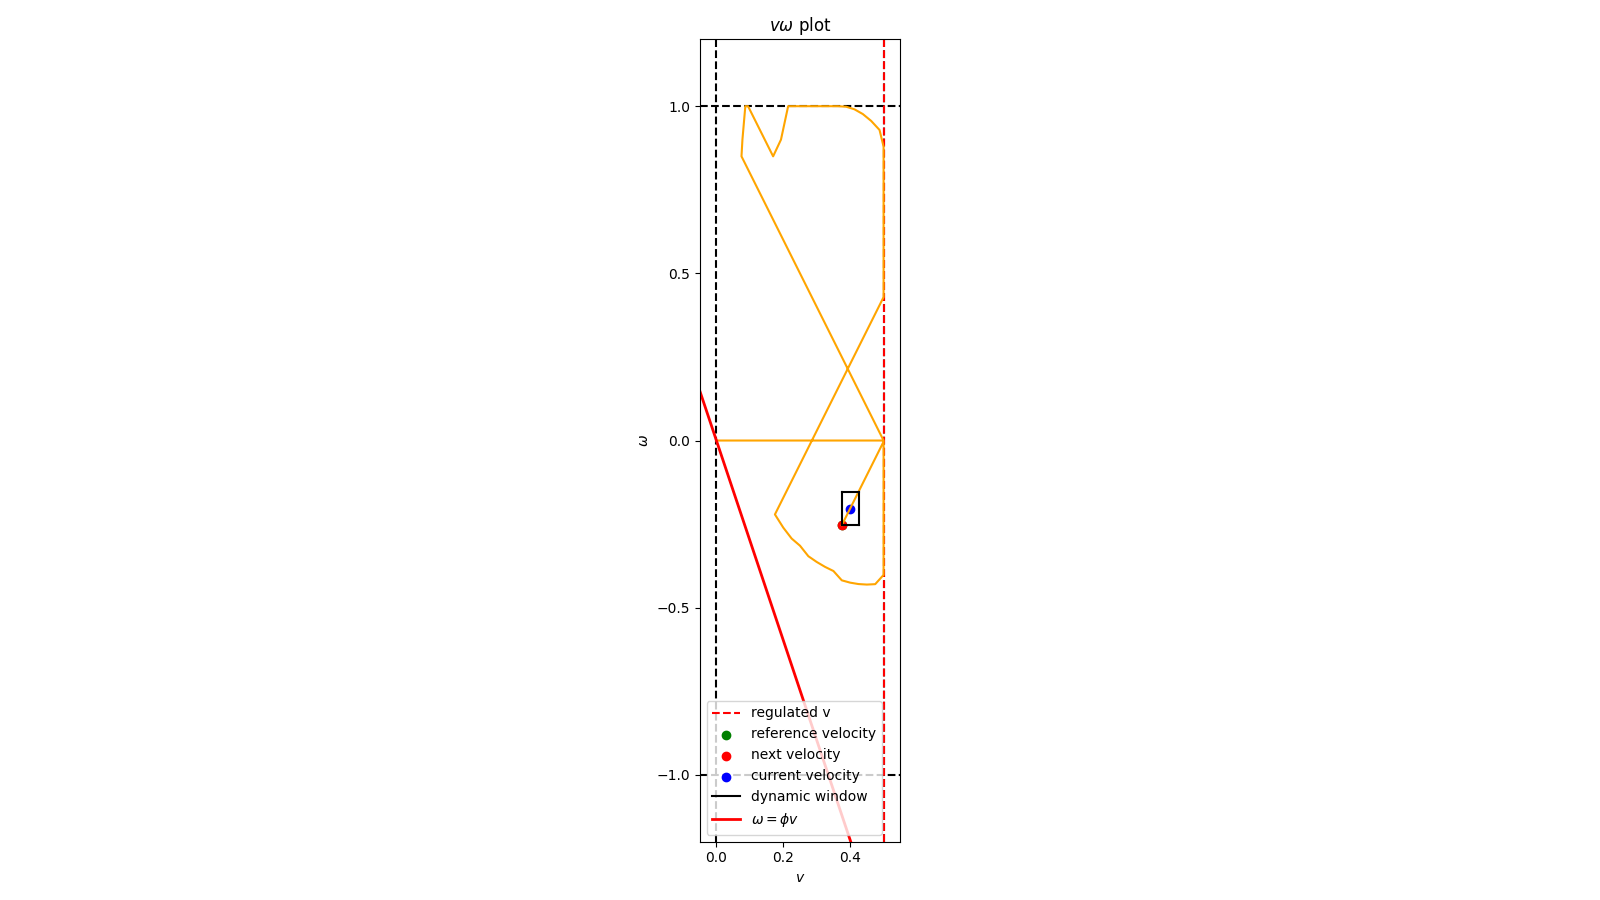 vω plot
1.0
0.5
0.0
−0.5
−1.0
ω
regulated v
reference velocity
next velocity
current velocity
dynamic window
ω = ϕv
0.0 0.2 0.4
v